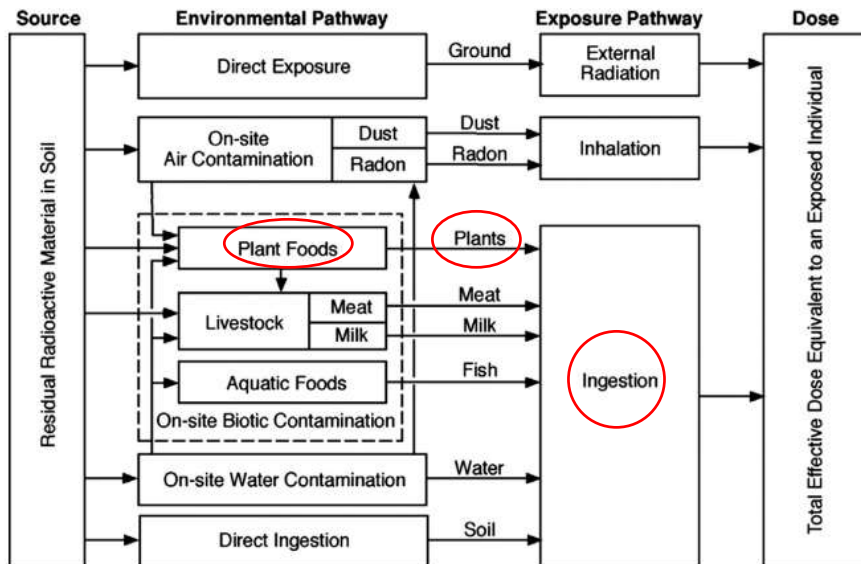 Source
Environmental Pathway
Exposure Pathway
Dose
Residual Radioactive Material in Soil
Direct Exposure
Ground
External
Radiation
On-site
Air Contamination
Dust
Radon
Dust
Radon
Inhalation
Plant Foods
Plants
Livestock
Meat
Milk
Meat
Milk
Aquatic Foods
Fish
On-site Biotic Contamination
Ingestion
On-site Water Contamination
Water
Direct Ingestion
Soil
Total Effective Dose Equivalent to an Exposed Individual